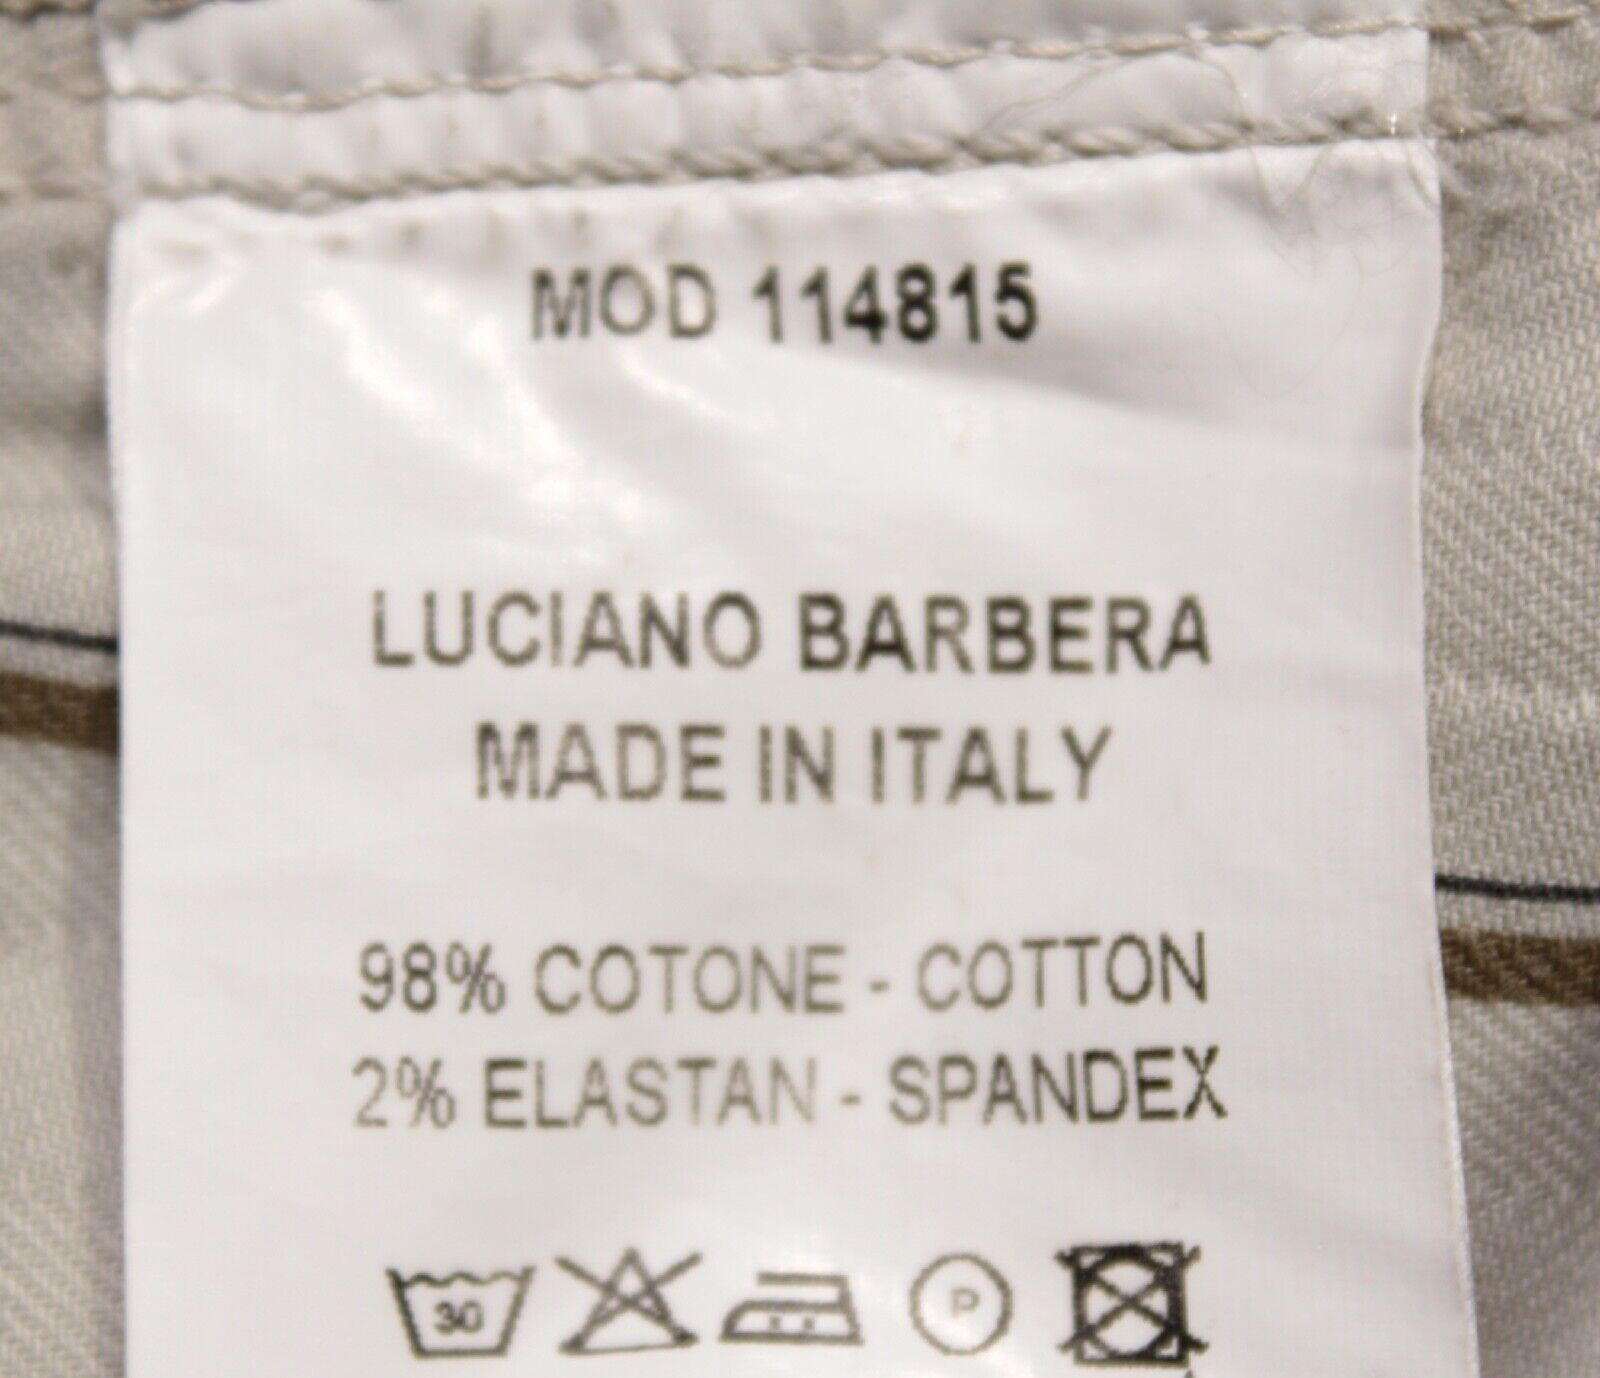 MOD 114815
LUCIANO BARBERA
MADE IN ITALY
98% COTONE - COTTON
2% ELASTAN - SPANDEX
30 P